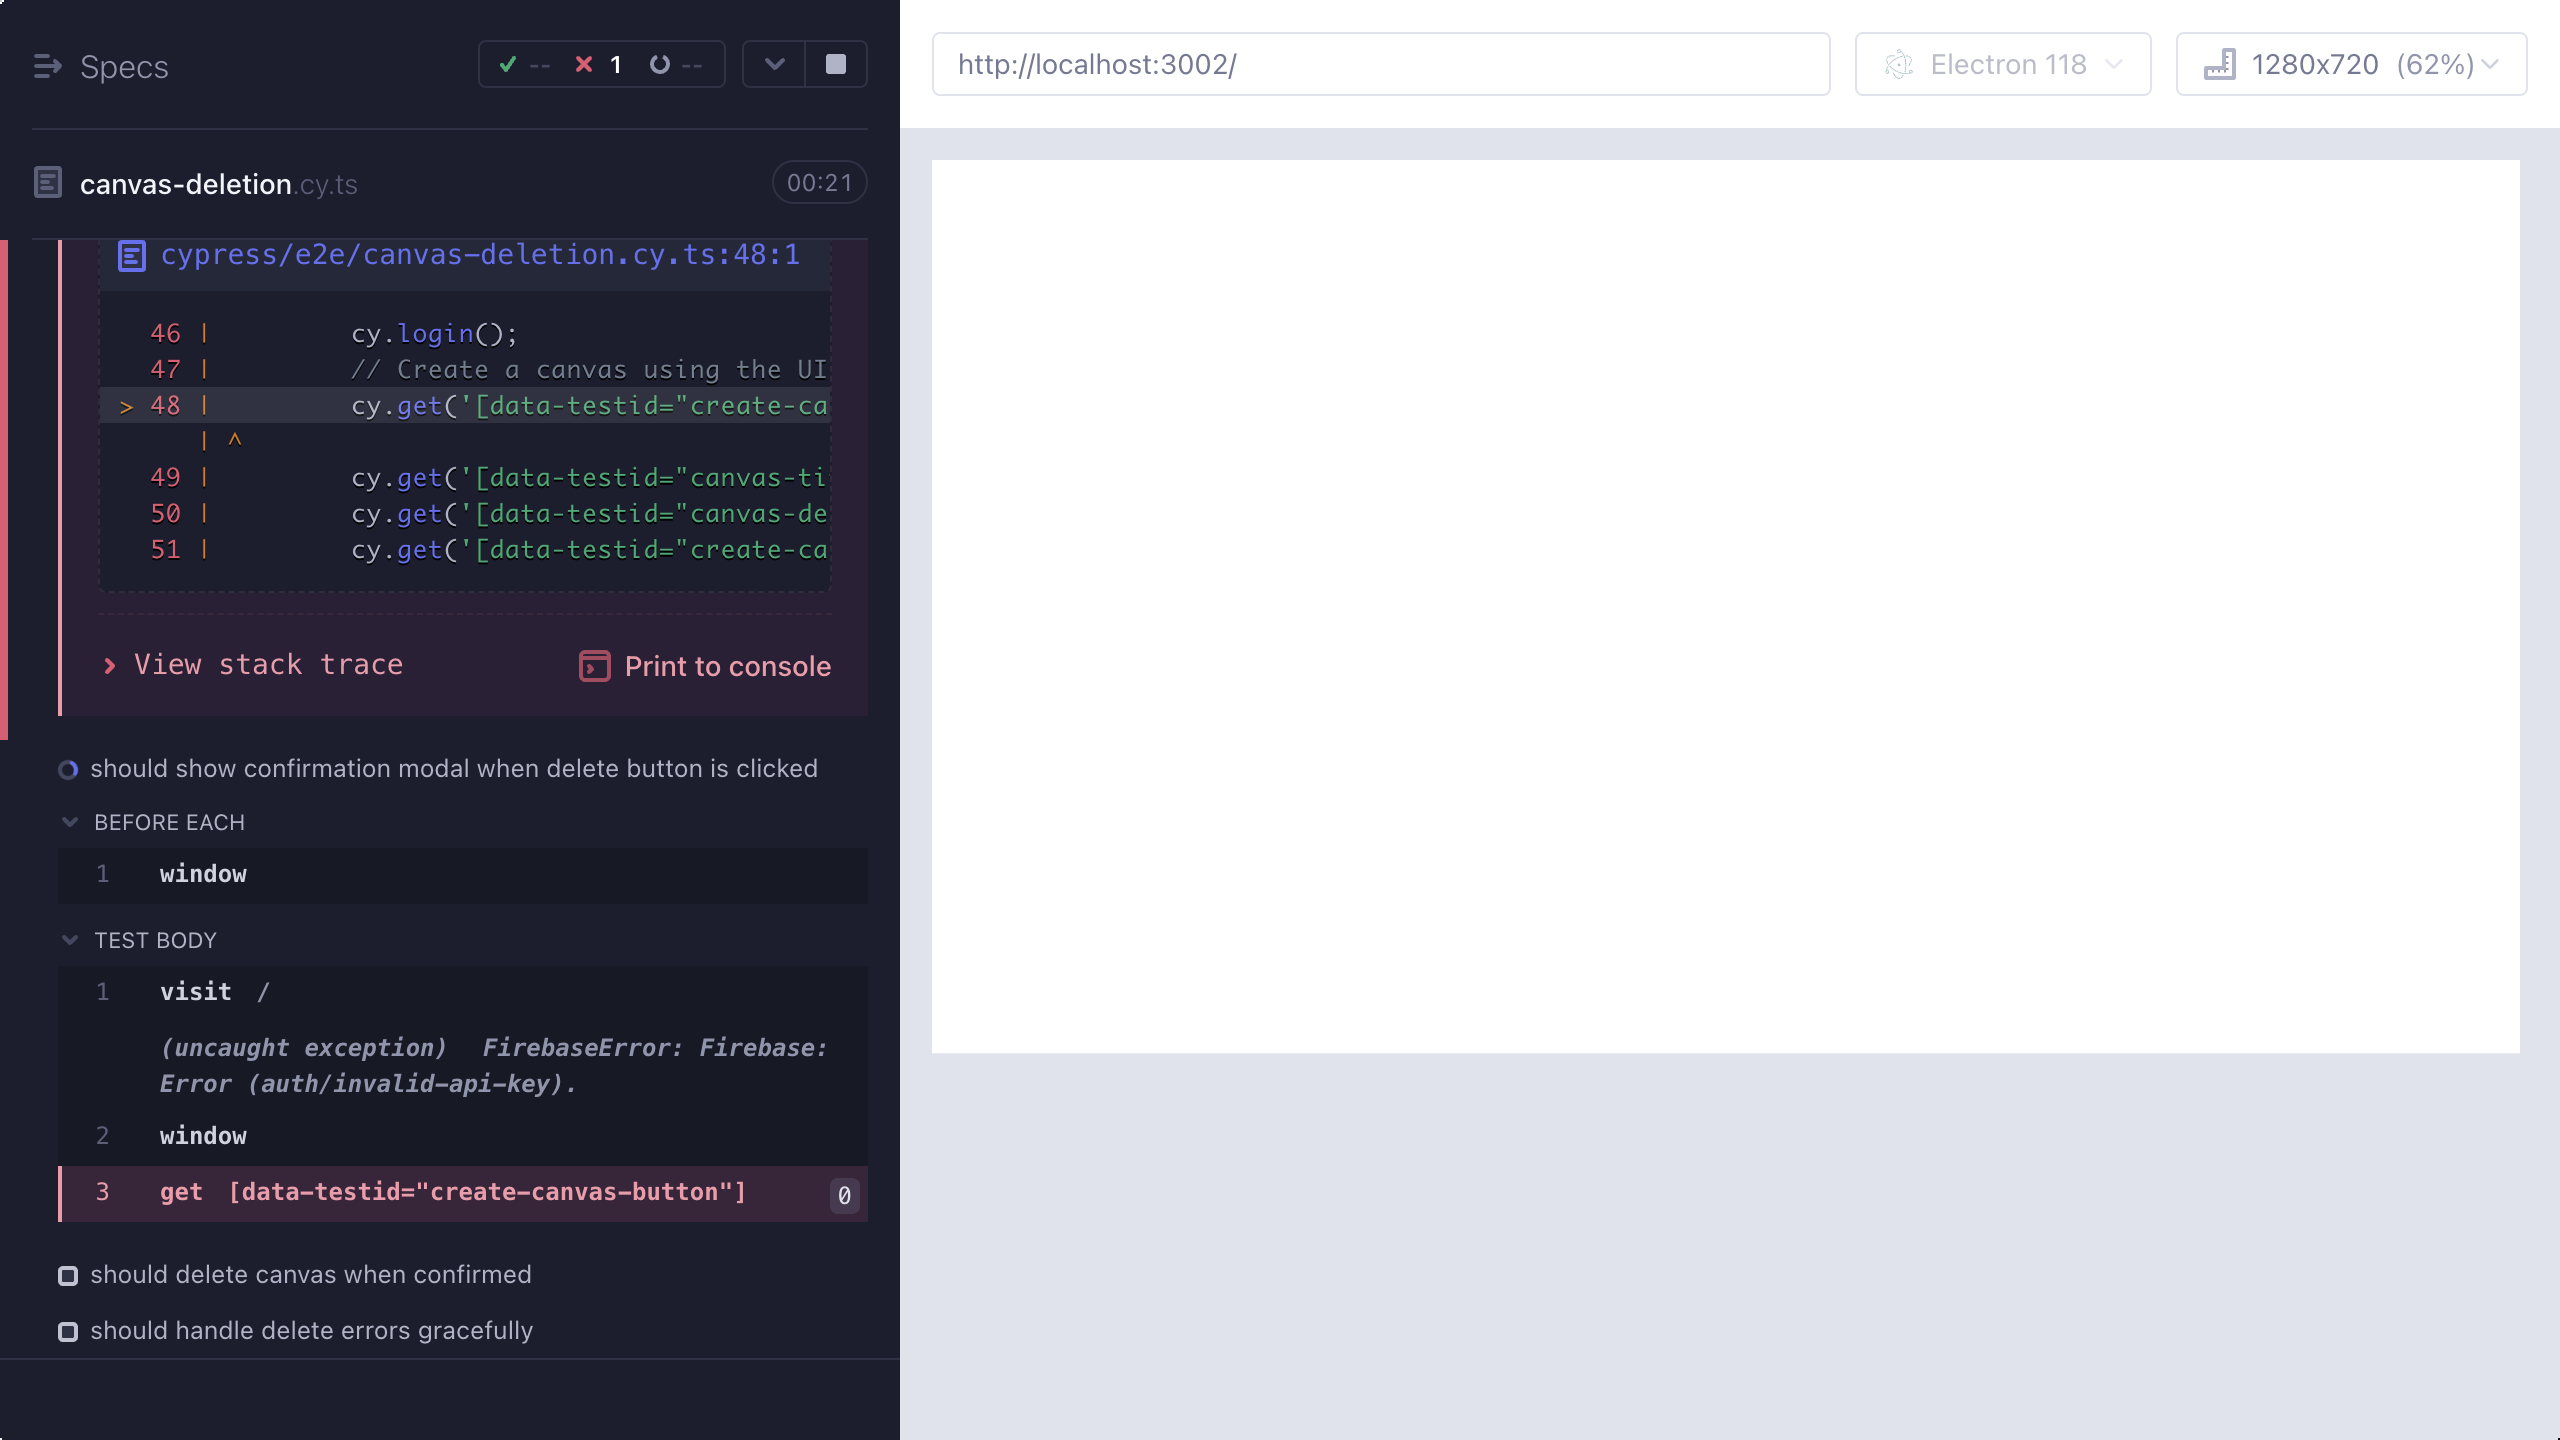 Specs
-- 1 --
canvas-deletion.cy.ts 00:21
cypress/e2e/canvas-deletion.cy.ts:48:1
46 | cy.login();
47 | // Create a canvas using the UI
> 48 | cy.get('[data-testid="create-ca
| ^
49 | cy.get('[data-testid="canvas-ti
50 | cy.get('[data-testid="canvas-de
51 | cy.get('[data-testid="create-ca
View stack trace Print to console
should show confirmation modal when delete button is clicked
BEFORE EACH
1 window
TEST BODY
1 visit /
(uncaught exception) FirebaseError: Firebase:
Error (auth/invalid-api-key).
2 window
3 get [data-testid="create-canvas-button"] 0
should delete canvas when confirmed
should handle delete errors gracefully
http://localhost:3002/
Electron 118
1280x720 (62%)